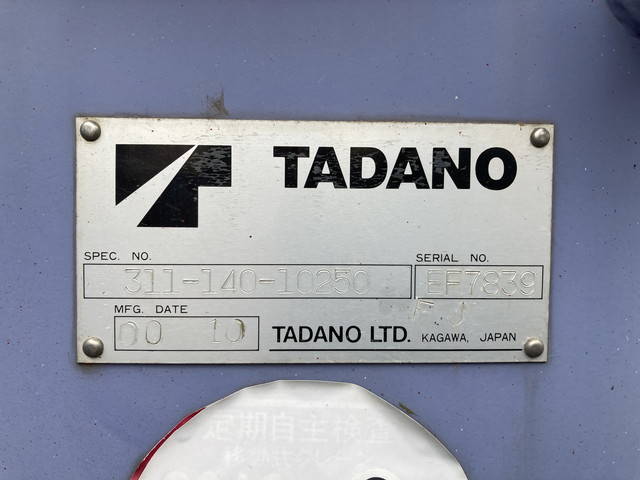 TADANO
SPEC. NO.
SERIAL NO.
311-140-10250
EF7839
MFG. DATE
00 10
TADANO LTD. KAGAWA, JAPAN
定期自主検査